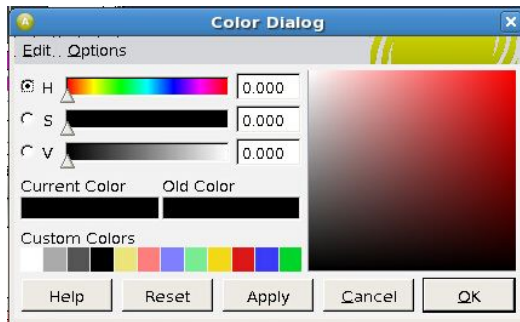 Color Dialog
Edit Options
H 0.000
S 0.000
V 0.000
Current Color Old Color
Custom Colors
Help Reset Apply Cancel OK